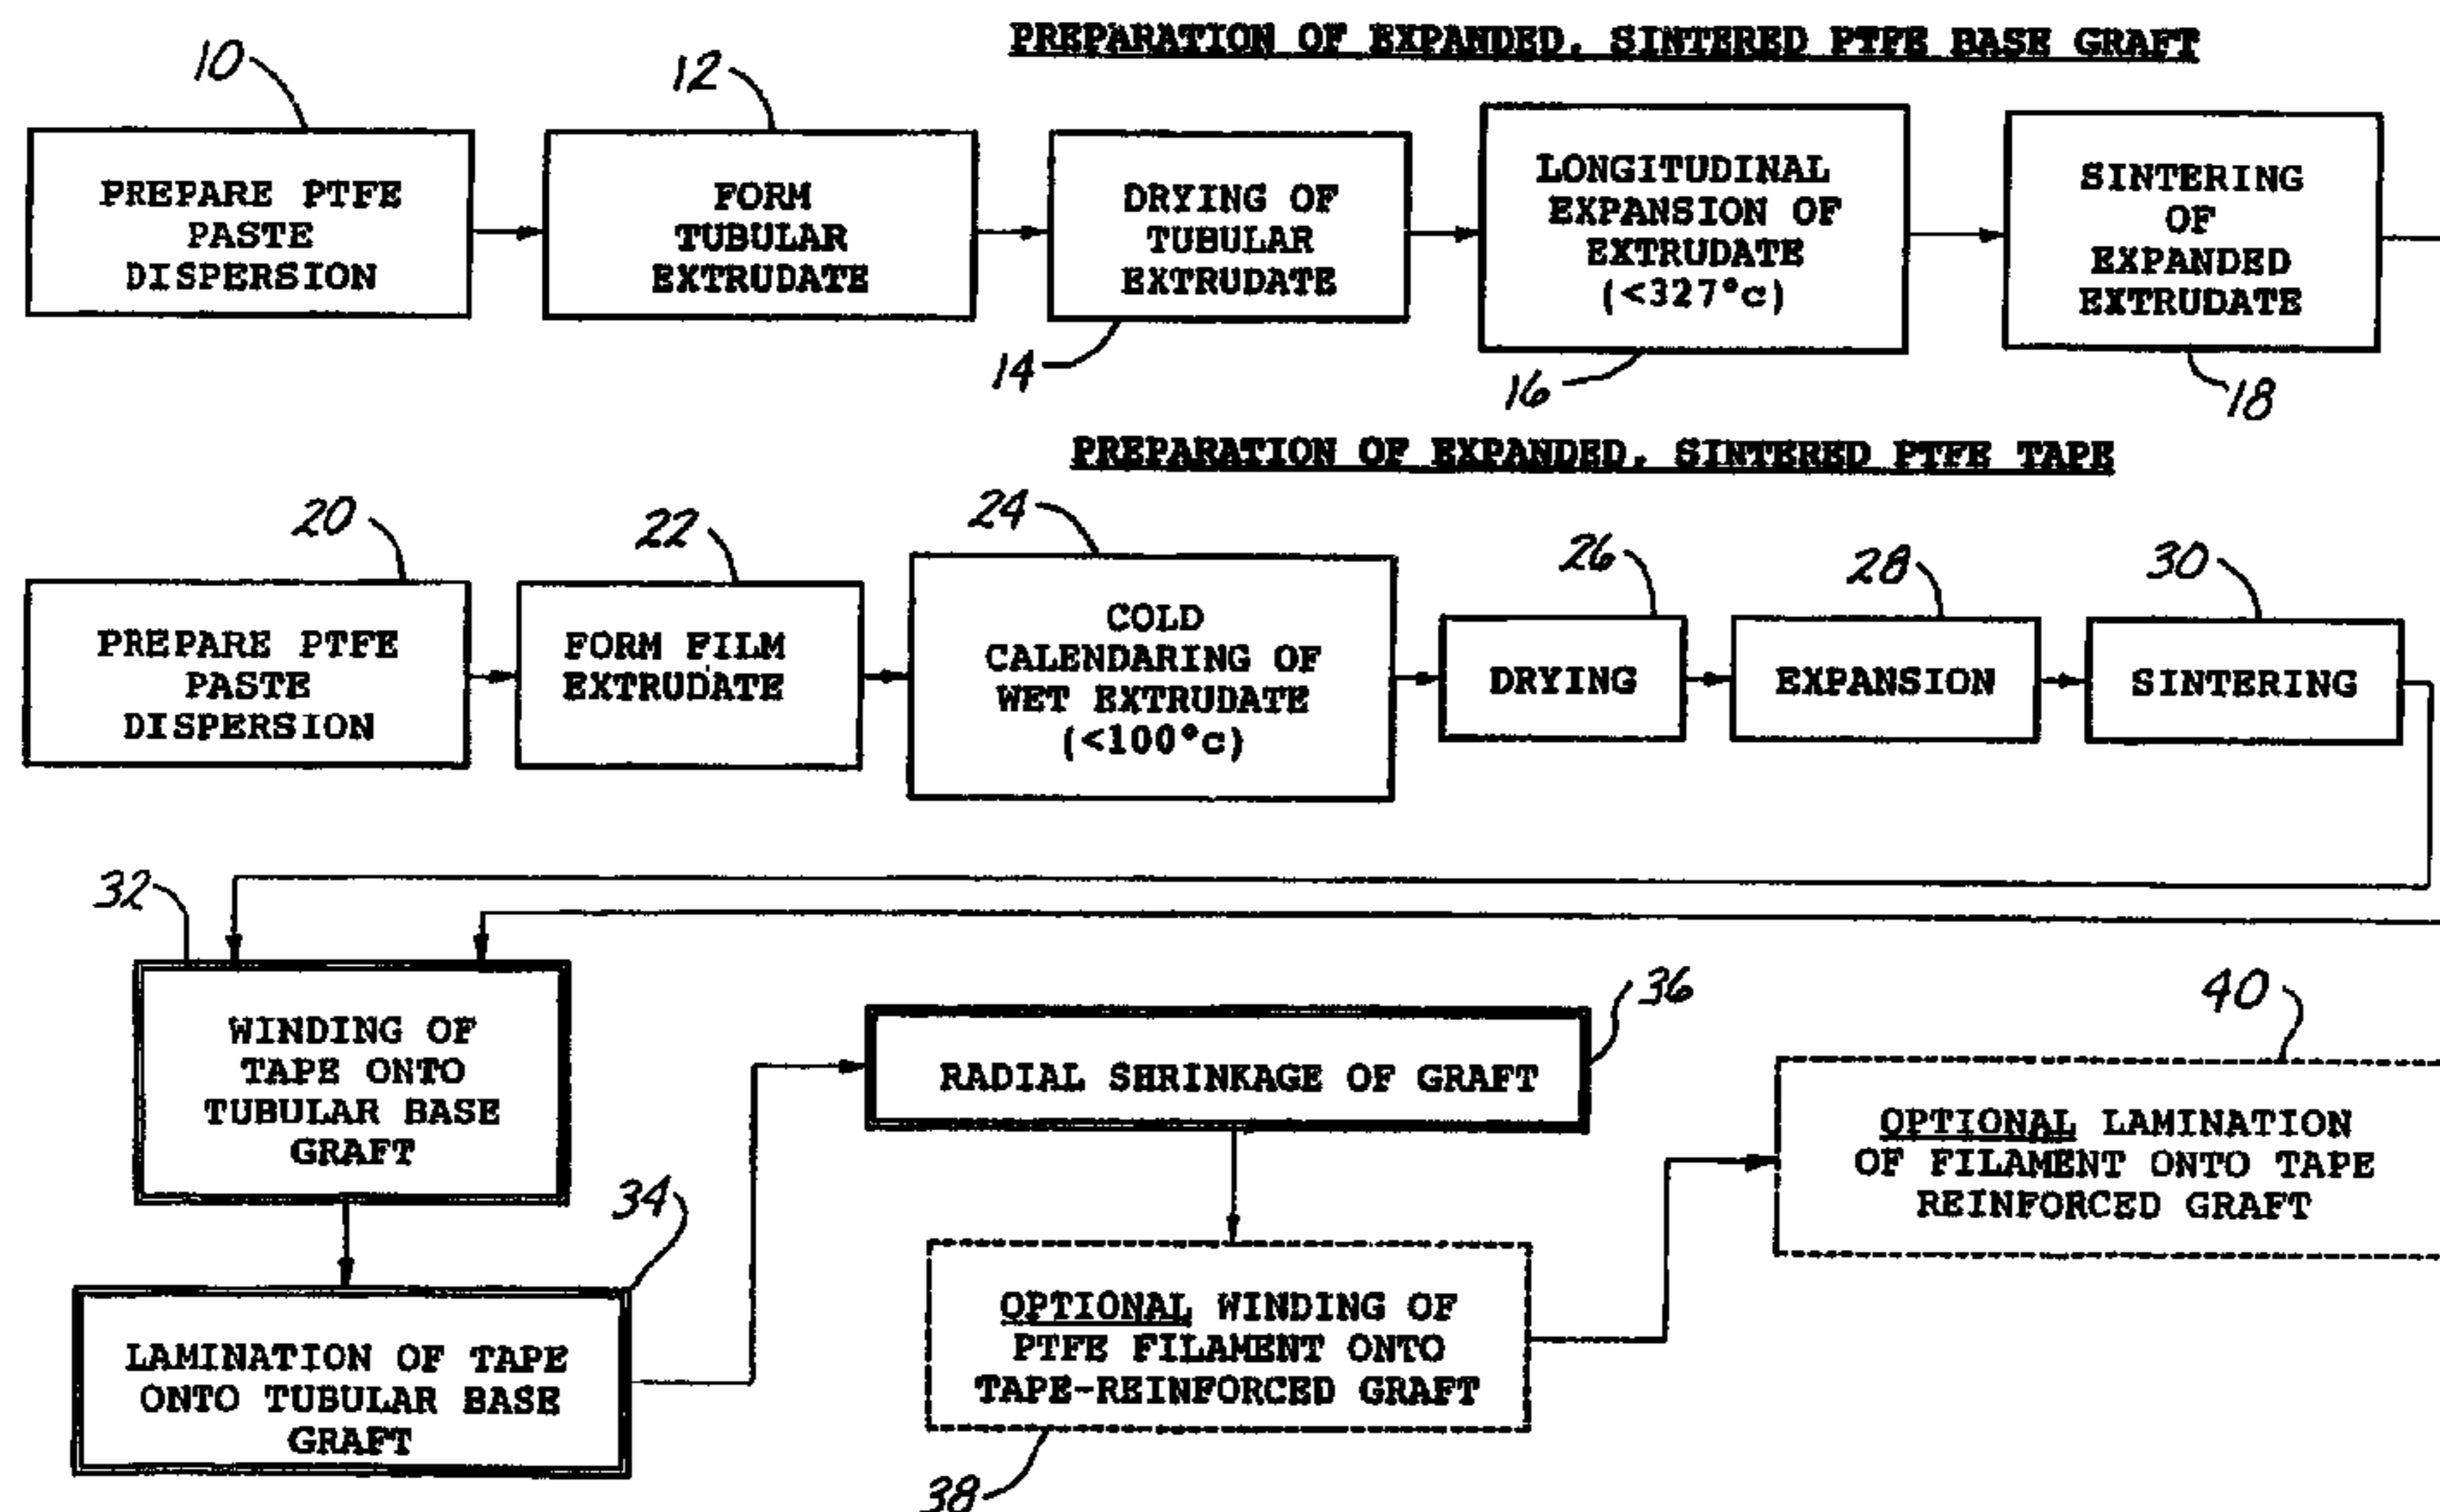 PREPARATION OF EXPANDED, SINTERED PTFE BASE GRAFT
10
12
PREPARE PTFE
PASTE
DISPERSION
FORM
TUBULAR
EXTRUDATE
DRYING OF
TUBULAR
EXTRUDATE
LONGITUDINAL
EXPANSION OF
EXTRUDATE
(<327°c)
SINTERING
OF
EXPANDED
EXTRUDATE
14
16
18
PREPARATION OF EXPANDED, SINTERED PTFE TAPE
20
22
24
26
28
30
PREPARE PTFE
PASTE
DISPERSION
FORM FILM
EXTRUDATE
COLD
CALENDARING OF
WET EXTRUDATE
(<100°c)
DRYING
EXPANSION
SINTERING
32
WINDING OF
TAPE ONTO
TUBULAR BASE
GRAFT
34
LAMINATION OF TAPE
ONTO TUBULAR BASE
GRAFT
36
RADIAL SHRINKAGE OF GRAFT
OPTIONAL WINDING OF
PTFE FILAMENT ONTO
TAPE-REINFORCED GRAFT
38
40
OPTIONAL LAMINATION
OF FILAMENT ONTO TAPE
REINFORCED GRAFT